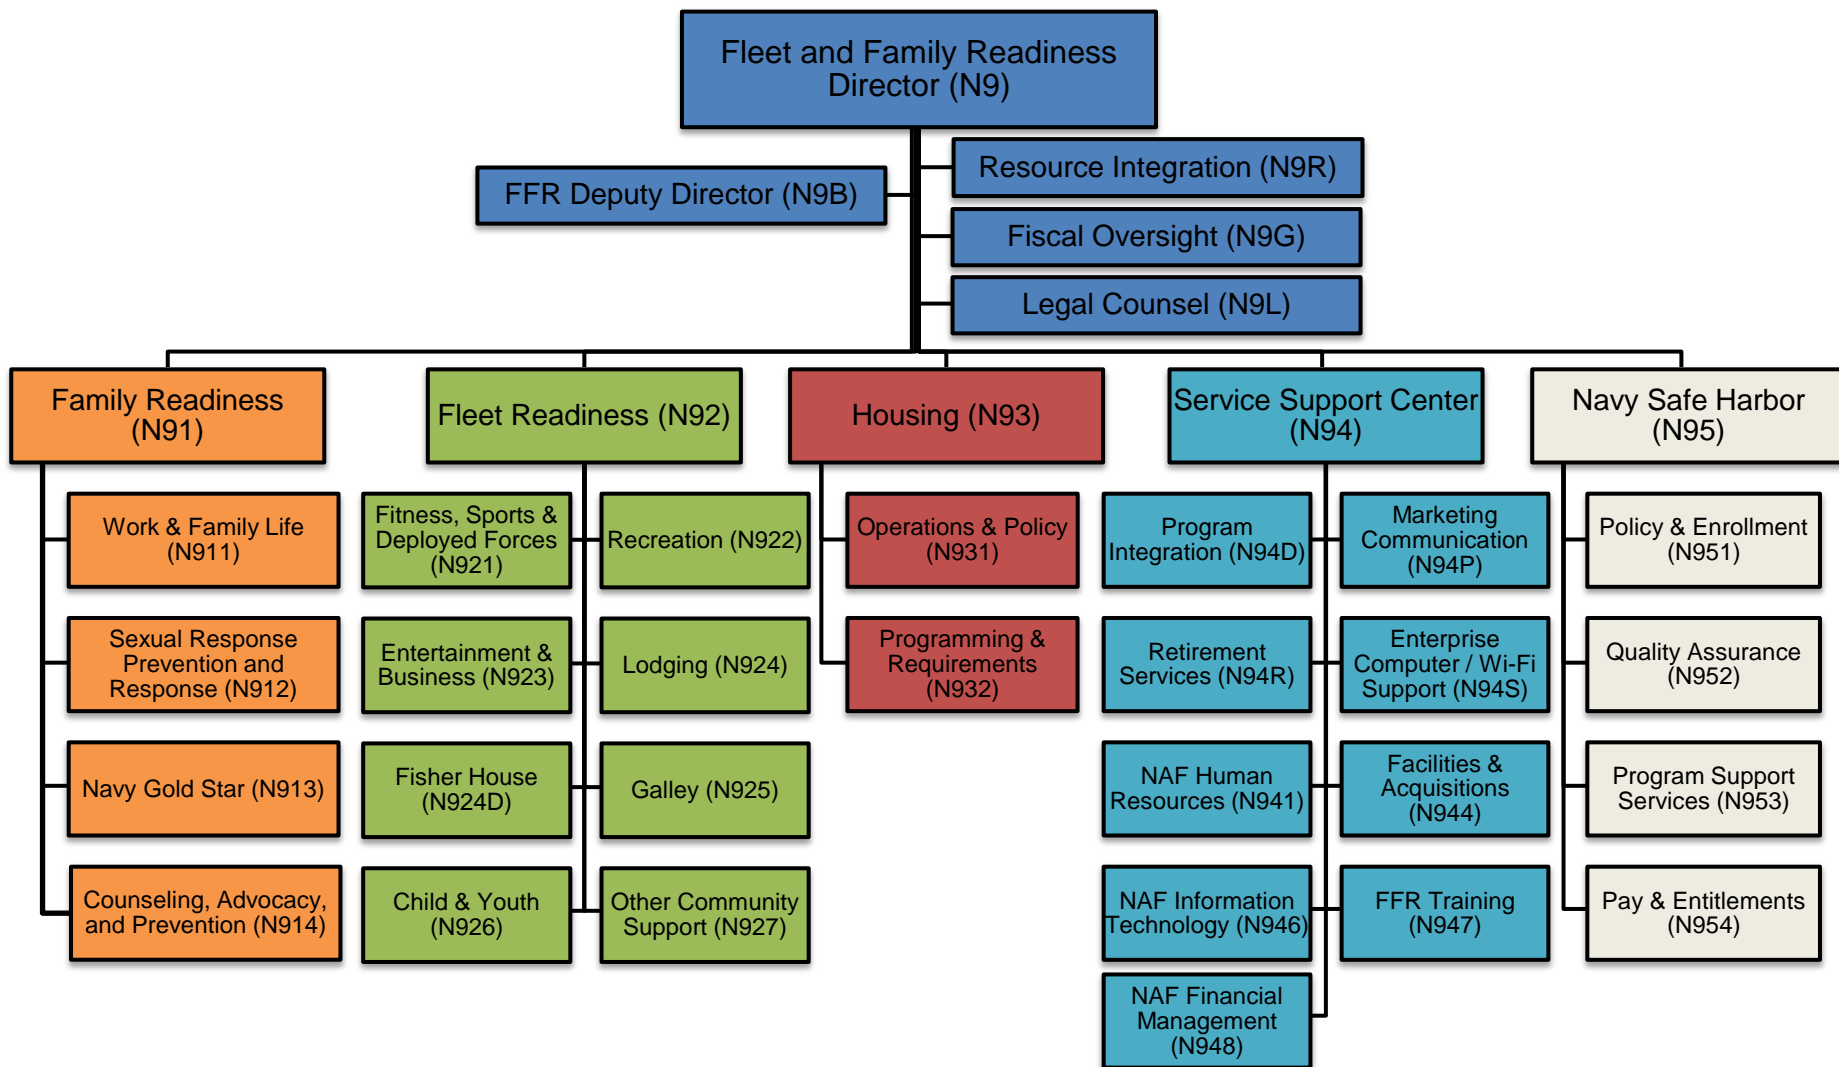 Fleet and Family Readiness
Director (N9)
FFR Deputy Director (N9B)
Resource Integration (N9R)
Fiscal Oversight (N9G)
Legal Counsel (N9L)
Family Readiness
(N91)
Fleet Readiness (N92)
Housing (N93)
Service Support Center
(N94)
Navy Safe Harbor
(N95)
Work & Family Life
(N911)
Sexual Response
Prevention and
Response (N912)
Navy Gold Star (N913)
Counseling, Advocacy,
and Prevention (N914)
Fitness, Sports &
Deployed Forces
(N921)
Recreation (N922)
Entertainment &
Business (N923)
Lodging (N924)
Fisher House
(N924D)
Galley (N925)
Child & Youth
(N926)
Other Community
Support (N927)
Operations & Policy
(N931)
Programming &
Requirements
(N932)
Program
Integration (N94D)
Marketing
Communication
(N94P)
Retirement
Services (N94R)
Enterprise
Computer / Wi-Fi
Support (N94S)
NAF Human
Resources (N941)
Facilities &
Acquisitions
(N944)
NAF Information
Technology (N946)
FFR Training
(N947)
NAF Financial
Management
(N948)
Policy & Enrollment
(N951)
Quality Assurance
(N952)
Program Support
Services (N953)
Pay & Entitlements
(N954)